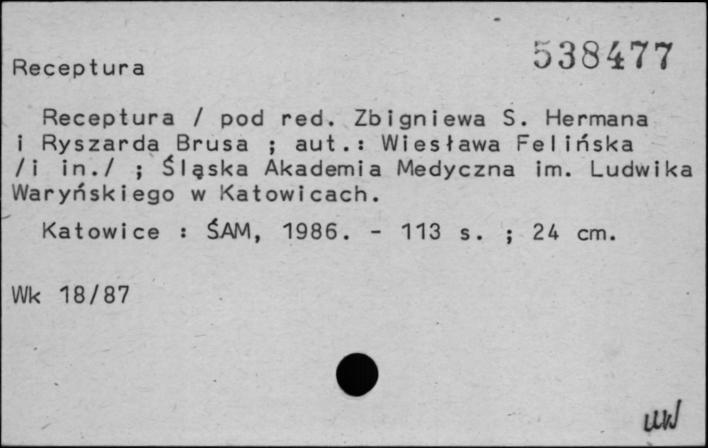 538477
Receptura
Receptura / pod red. Zbigniewa S. Hermana
i Ryszarda Brusa ; aut.: Wiesława Felińska
/i in./ ; Śląska Akademia Medyczna im. Ludwika
Waryńskiego w Katowicach.
Katowice : ŚAM, 1986. - 113 s. ; 24 cm.
Wk 18/87